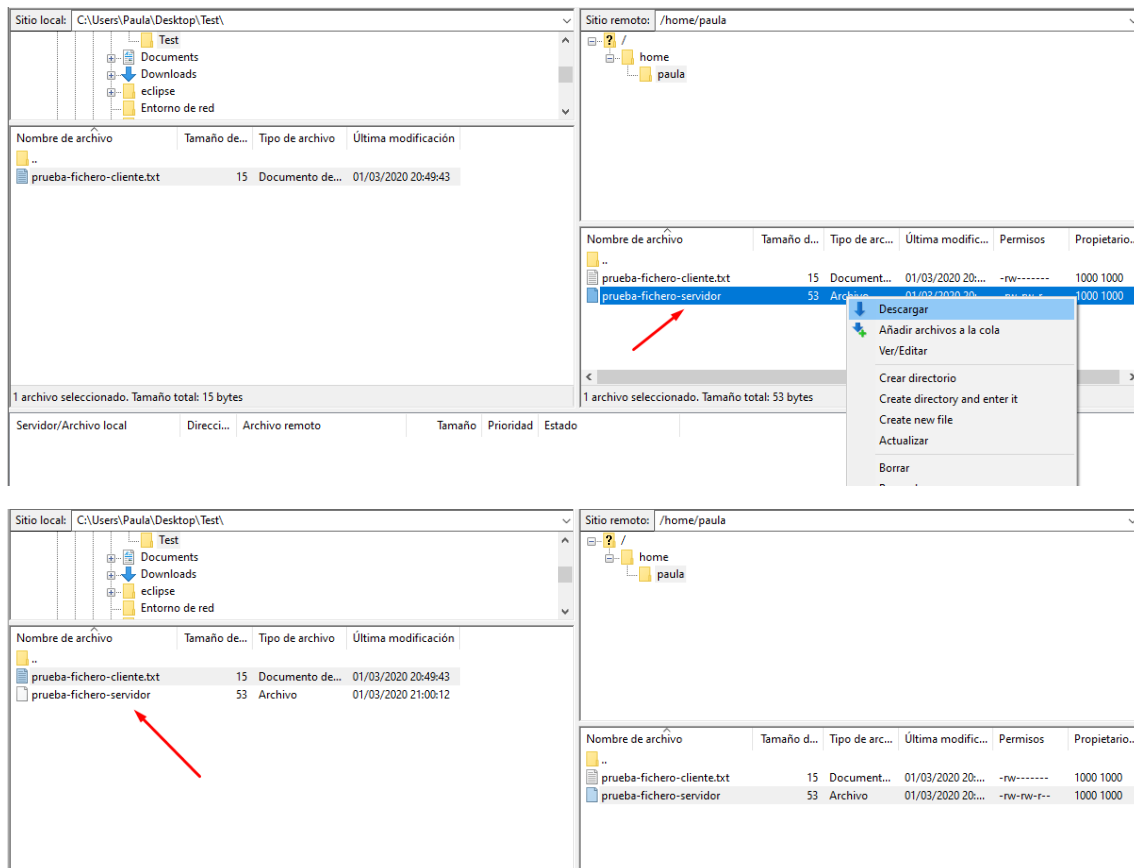 Sitio local: C:\Users\Paula\Desktop\Test\
Test
Documents
Downloads
eclipse
Entorno de red
Nombre de archivo Tamaño de... Tipo de archivo Última modificación
..
prueba-fichero-cliente.txt 15 Documento de... 01/03/2020 20:49:43
1 archivo seleccionado. Tamaño total: 15 bytes
Sitio remoto: /home/paula
/
home
paula
Nombre de archivo Tamaño d... Tipo de arc... Última modific... Permisos Propietario..
..
prueba-fichero-cliente.txt 15 Document... 01/03/2020 20:... -rw------- 1000 1000
prueba-fichero-servidor 53 Archivo 01/03/2020 20:... -rw-rw-r-- 1000 1000
Descargar
Añadir archivos a la cola
Ver/Editar
Crear directorio
Create directory and enter it
Create new file
Actualizar
Borrar
1 archivo seleccionado. Tamaño total: 53 bytes
Servidor/Archivo local Direcci... Archivo remoto Tamaño Prioridad Estado
Sitio local: C:\Users\Paula\Desktop\Test\
Test
Documents
Downloads
eclipse
Entorno de red
Nombre de archivo Tamaño de... Tipo de archivo Última modificación
..
prueba-fichero-cliente.txt 15 Documento de... 01/03/2020 20:49:43
prueba-fichero-servidor 53 Archivo 01/03/2020 21:00:12
Sitio remoto: /home/paula
/
home
paula
Nombre de archivo Tamaño d... Tipo de arc... Última modific... Permisos Propietario..
..
prueba-fichero-cliente.txt 15 Document... 01/03/2020 20:... -rw------- 1000 1000
prueba-fichero-servidor 53 Archivo 01/03/2020 20:... -rw-rw-r-- 1000 1000